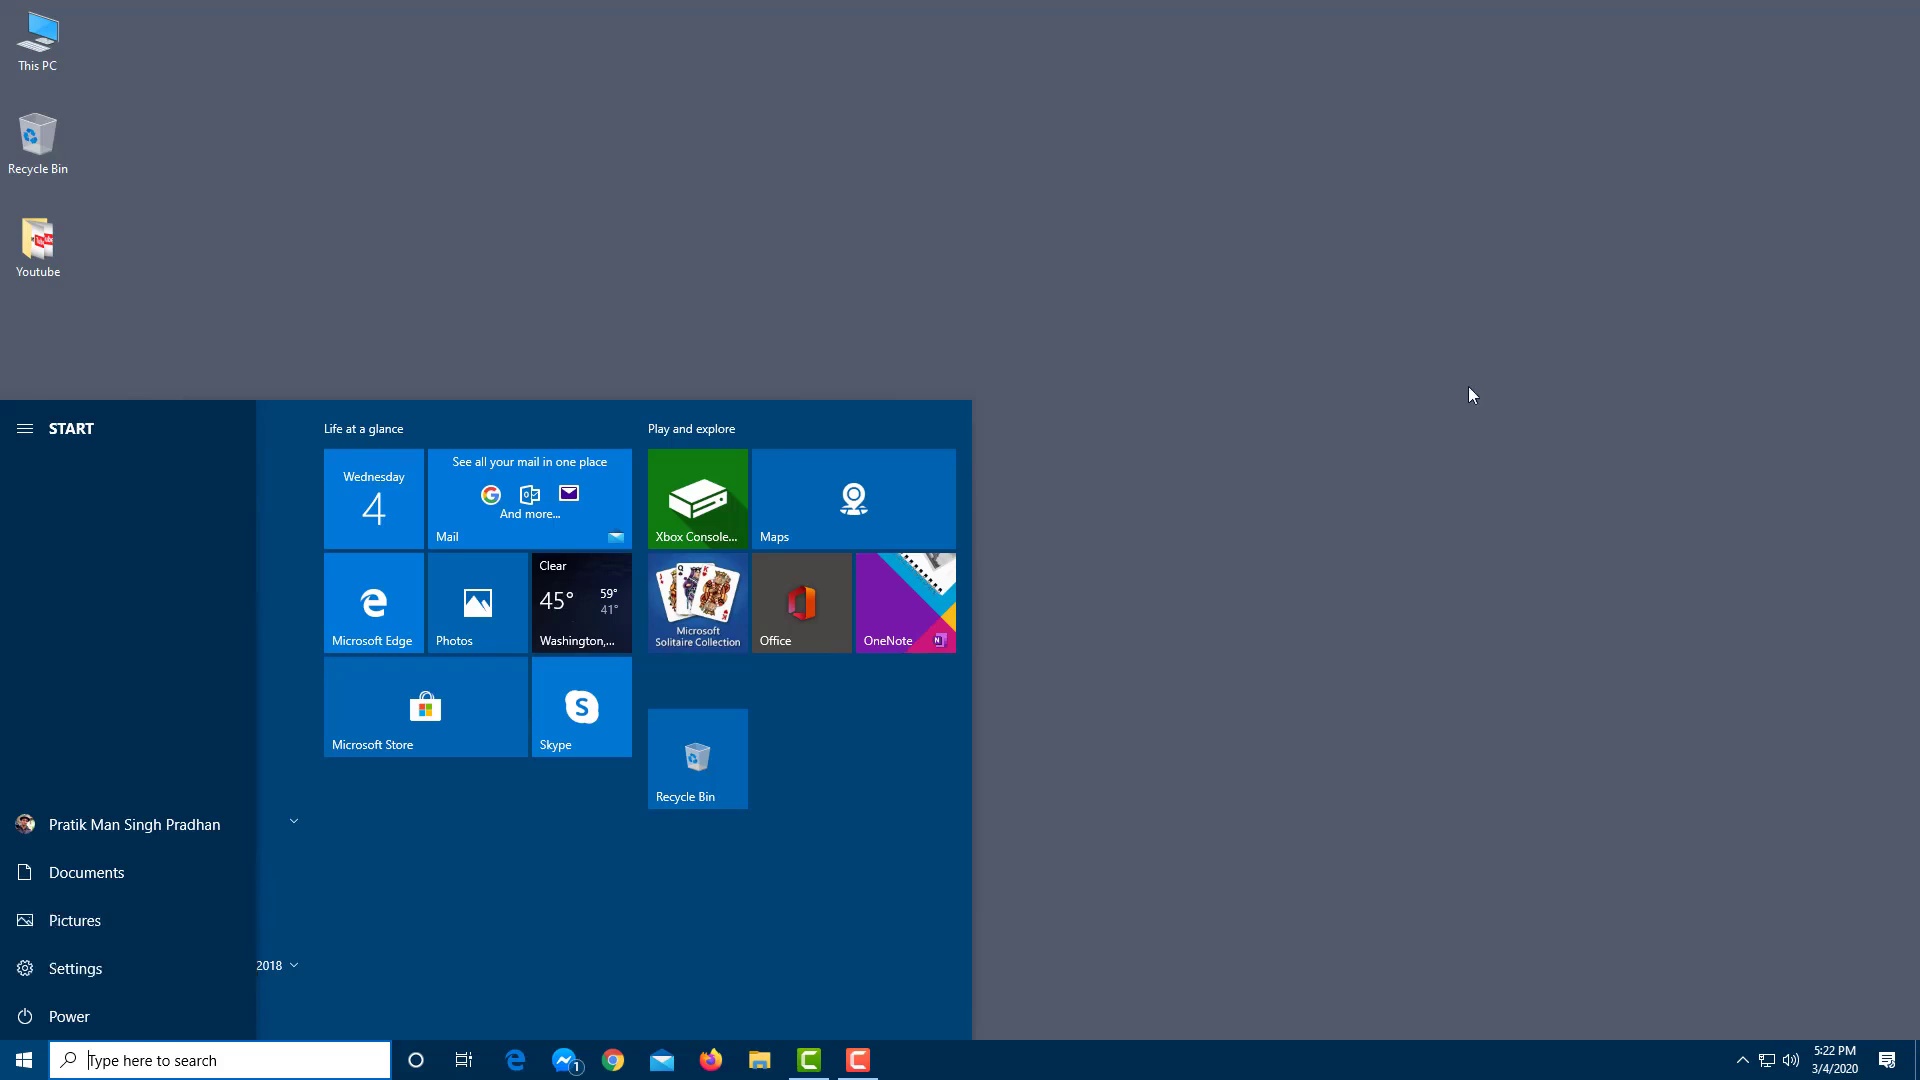 This PC
Recycle Bin
Youtube
START
Life at a glance
Play and explore
Wednesday
4
See all your mail in one place
And more...
Mail
Xbox Console...
Maps
Microsoft Edge
Photos
Clear
45°
59°
41°
Washington,...
Microsoft
Solitaire Collection
Office
OneNote
Microsoft Store
Skype
Recycle Bin
Pratik Man Singh Pradhan
Documents
Pictures
Settings
2018
Power
Type here to search
1
5:22 PM
3/4/2020